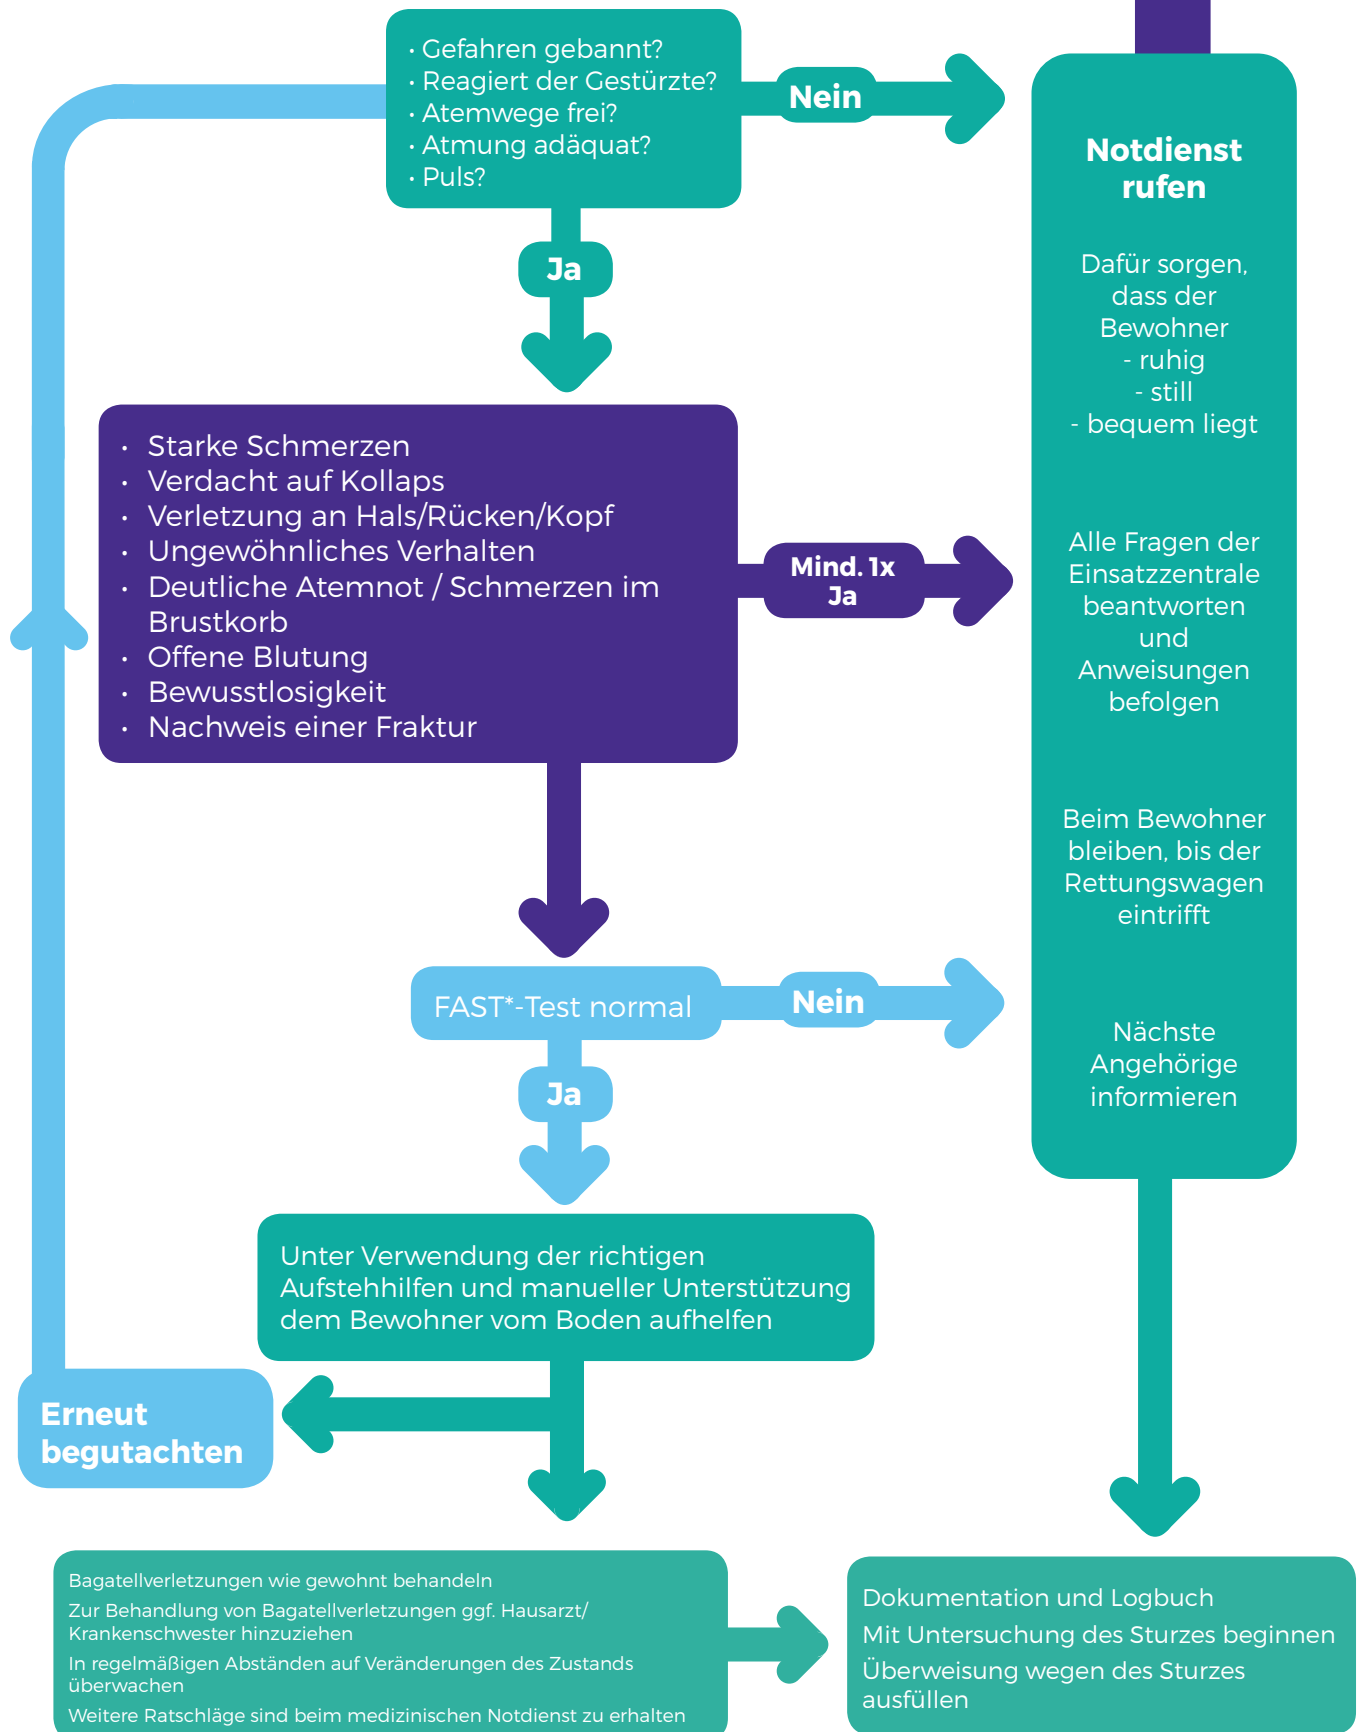 · Gefahren gebannt?
· Reagiert der Gestürzte?
· Atemwege frei?
· Atmung adäquat?
· Puls?
Nein
Ja
· Starke Schmerzen
· Verdacht auf Kollaps
· Verletzung an Hals/Rücken/Kopf
· Ungewöhnliches Verhalten
· Deutliche Atemnot / Schmerzen im
Brustkorb
· Offene Blutung
· Bewusstlosigkeit
· Nachweis einer Fraktur
Mind. 1x
Ja
FAST*-Test normal
Nein
Ja
Unter Verwendung der richtigen
Aufstehhilfen und manueller Unterstützung
dem Bewohner vom Boden aufhelfen
Erneut
begutachten
Bagatellverletzungen wie gewohnt behandeln
Zur Behandlung von Bagatellverletzungen ggf. Hausarzt/
Krankenschwester hinzuziehen
In regelmäßigen Abständen auf Veränderungen des Zustands
überwachen
Weitere Ratschläge sind beim medizinischen Notdienst zu erhalten
Notdienst
rufen
Dafür sorgen,
dass der
Bewohner
- ruhig
- still
- bequem liegt
Alle Fragen der
Einsatzzentrale
beantworten
und
Anweisungen
befolgen
Beim Bewohner
bleiben, bis der
Rettungswagen
eintrifft
Nächste
Angehörige
informieren
Dokumentation und Logbuch
Mit Untersuchung des Sturzes beginnen
Überweisung wegen des Sturzes
ausfüllen